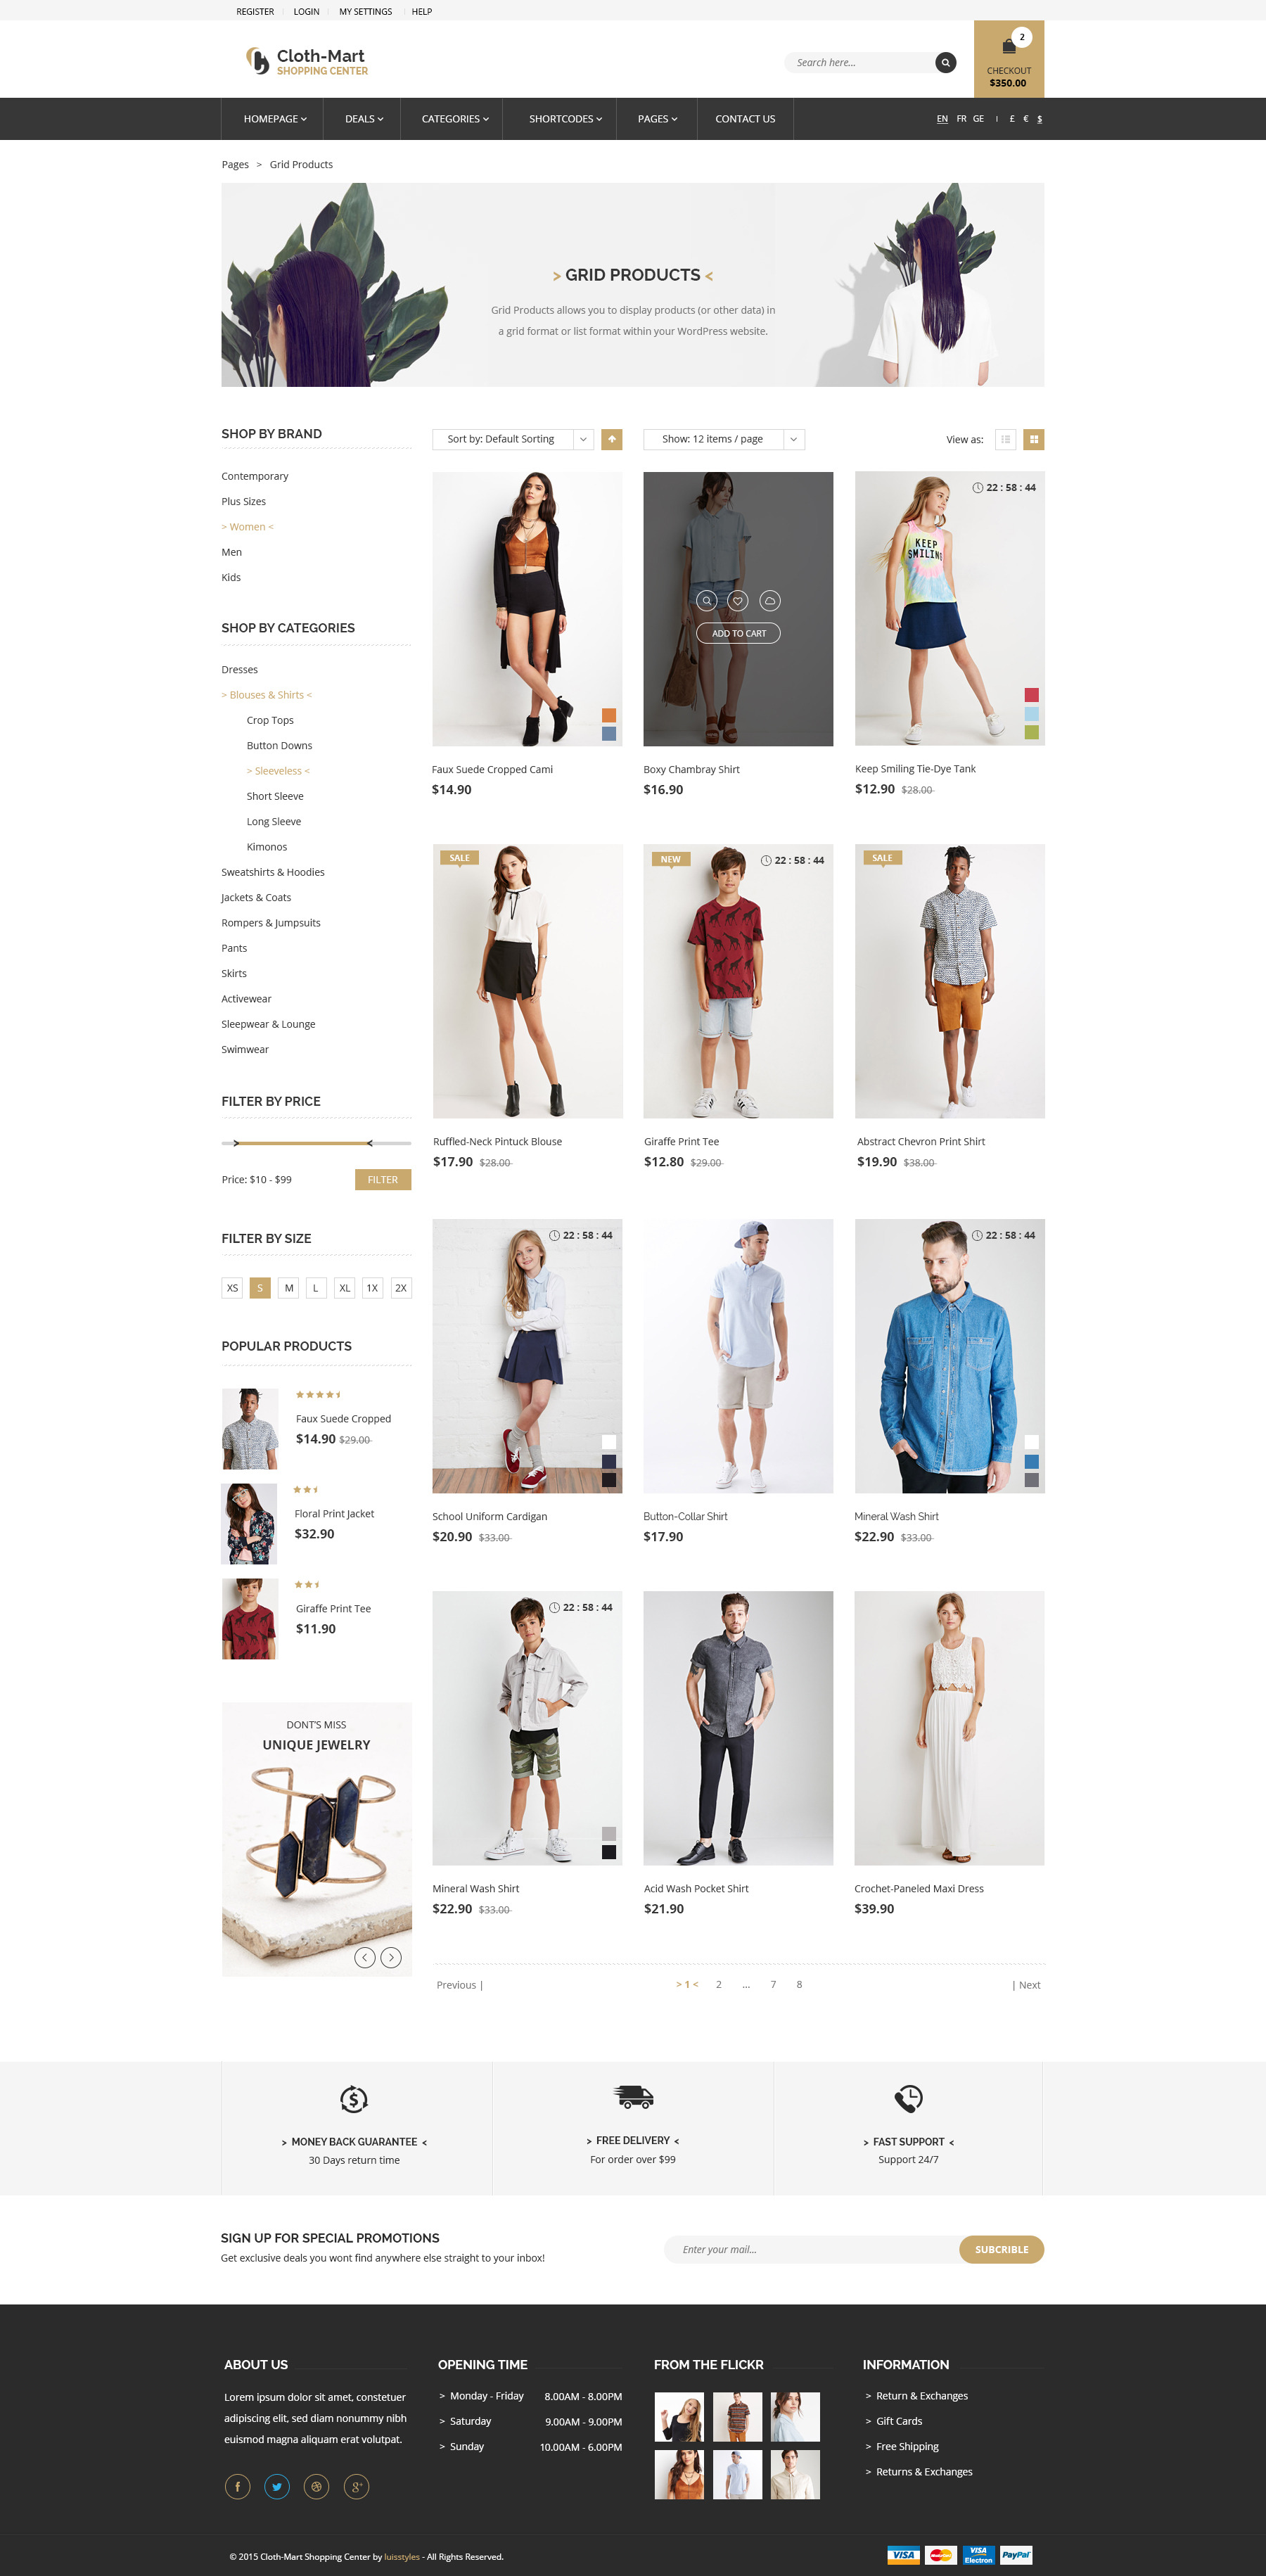 REGISTER | LOGIN | MY SETTINGS | HELP
Cloth-Mart
SHOPPING CENTER
Search here...
2
CHECKOUT
$350.00
HOMEPAGE DEALS CATEGORIES SHORTCODES PAGES CONTACT US
EN FR GE | £ € $
Pages > Grid Products
> GRID PRODUCTS <
Grid Products allows you to display products (or other data) in
a grid format or list format within your WordPress website.
SHOP BY BRAND
Contemporary
Plus Sizes
> Women <
Men
Kids
SHOP BY CATEGORIES
Dresses
> Blouses & Shirts <
Crop Tops
Button Downs
> Sleeveless <
Short Sleeve
Long Sleeve
Kimonos
Sweatshirts & Hoodies
Jackets & Coats
Rompers & Jumpsuits
Pants
Skirts
Activewear
Sleepwear & Lounge
Swimwear
FILTER BY PRICE
> <
Price: $10 - $99
FILTER
FILTER BY SIZE
XS S M L XL 1X 2X
POPULAR PRODUCTS
Faux Suede Cropped
$14.90 $29.00
Floral Print Jacket
$32.90
Giraffe Print Tee
$11.90
DONT'S MISS
UNIQUE JEWELRY
Sort by: Default Sorting
Show: 12 items / page
View as:
Faux Suede Cropped Cami
$14.90
ADD TO CART
Boxy Chambray Shirt
$16.90
22 : 58 : 44
KEEP
SMILING
Keep Smiling Tie-Dye Tank
$12.90 $28.00
SALE
Ruffled-Neck Pintuck Blouse
$17.90 $28.00
NEW
22 : 58 : 44
Giraffe Print Tee
$12.80 $29.00
SALE
Abstract Chevron Print Shirt
$19.90 $38.00
22 : 58 : 44
School Uniform Cardigan
$20.90 $33.00
Button-Collar Shirt
$17.90
22 : 58 : 44
Mineral Wash Shirt
$22.90 $33.00
22 : 58 : 44
Mineral Wash Shirt
$22.90 $33.00
Acid Wash Pocket Shirt
$21.90
Crochet-Paneled Maxi Dress
$39.90
Previous |
> 1 < 2 ... 7 8
| Next
> MONEY BACK GUARANTEE <
30 Days return time
> FREE DELIVERY <
For order over $99
> FAST SUPPORT <
Support 24/7
SIGN UP FOR SPECIAL PROMOTIONS
Get exclusive deals you wont find anywhere else straight to your inbox!
Enter your mail...
SUBCRIBLE
ABOUT US
Lorem ipsum dolor sit amet, constetuer
adipiscing elit, sed diam nonummy nibh
euismod magna aliquam erat volutpat.
OPENING TIME
> Monday - Friday 8.00AM - 8.00PM
> Saturday 9.00AM - 9.00PM
> Sunday 10.00AM - 6.00PM
FROM THE FLICKR
INFORMATION
> Return & Exchanges
> Gift Cards
> Free Shipping
> Returns & Exchanges
© 2015 Cloth-Mart Shopping Center by luisstyles - All Rights Reserved.
VISA MasterCard VISA Electron PayPal